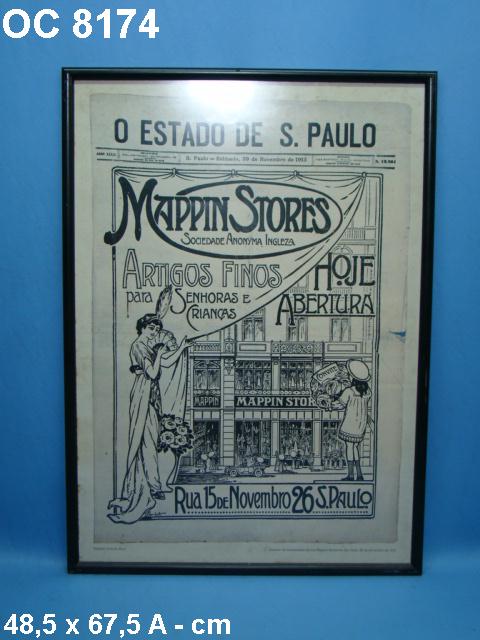 OC 8174
O ESTADO DE S. PAULO
S. Paulo — Sabbado, 29 de Novembro de 1913
MAPPIN STORES
SOCIEDADE ANONYMA INGLEZA
ARTIGOS FINOS
para SENHORAS E
CRIANÇAS
HOJE
ABERTURA
MAPPIN
MAPPIN STOR
RUA 15 DE NOVEMBRO 26 S. PAULO
48,5 x 67,5 A - cm